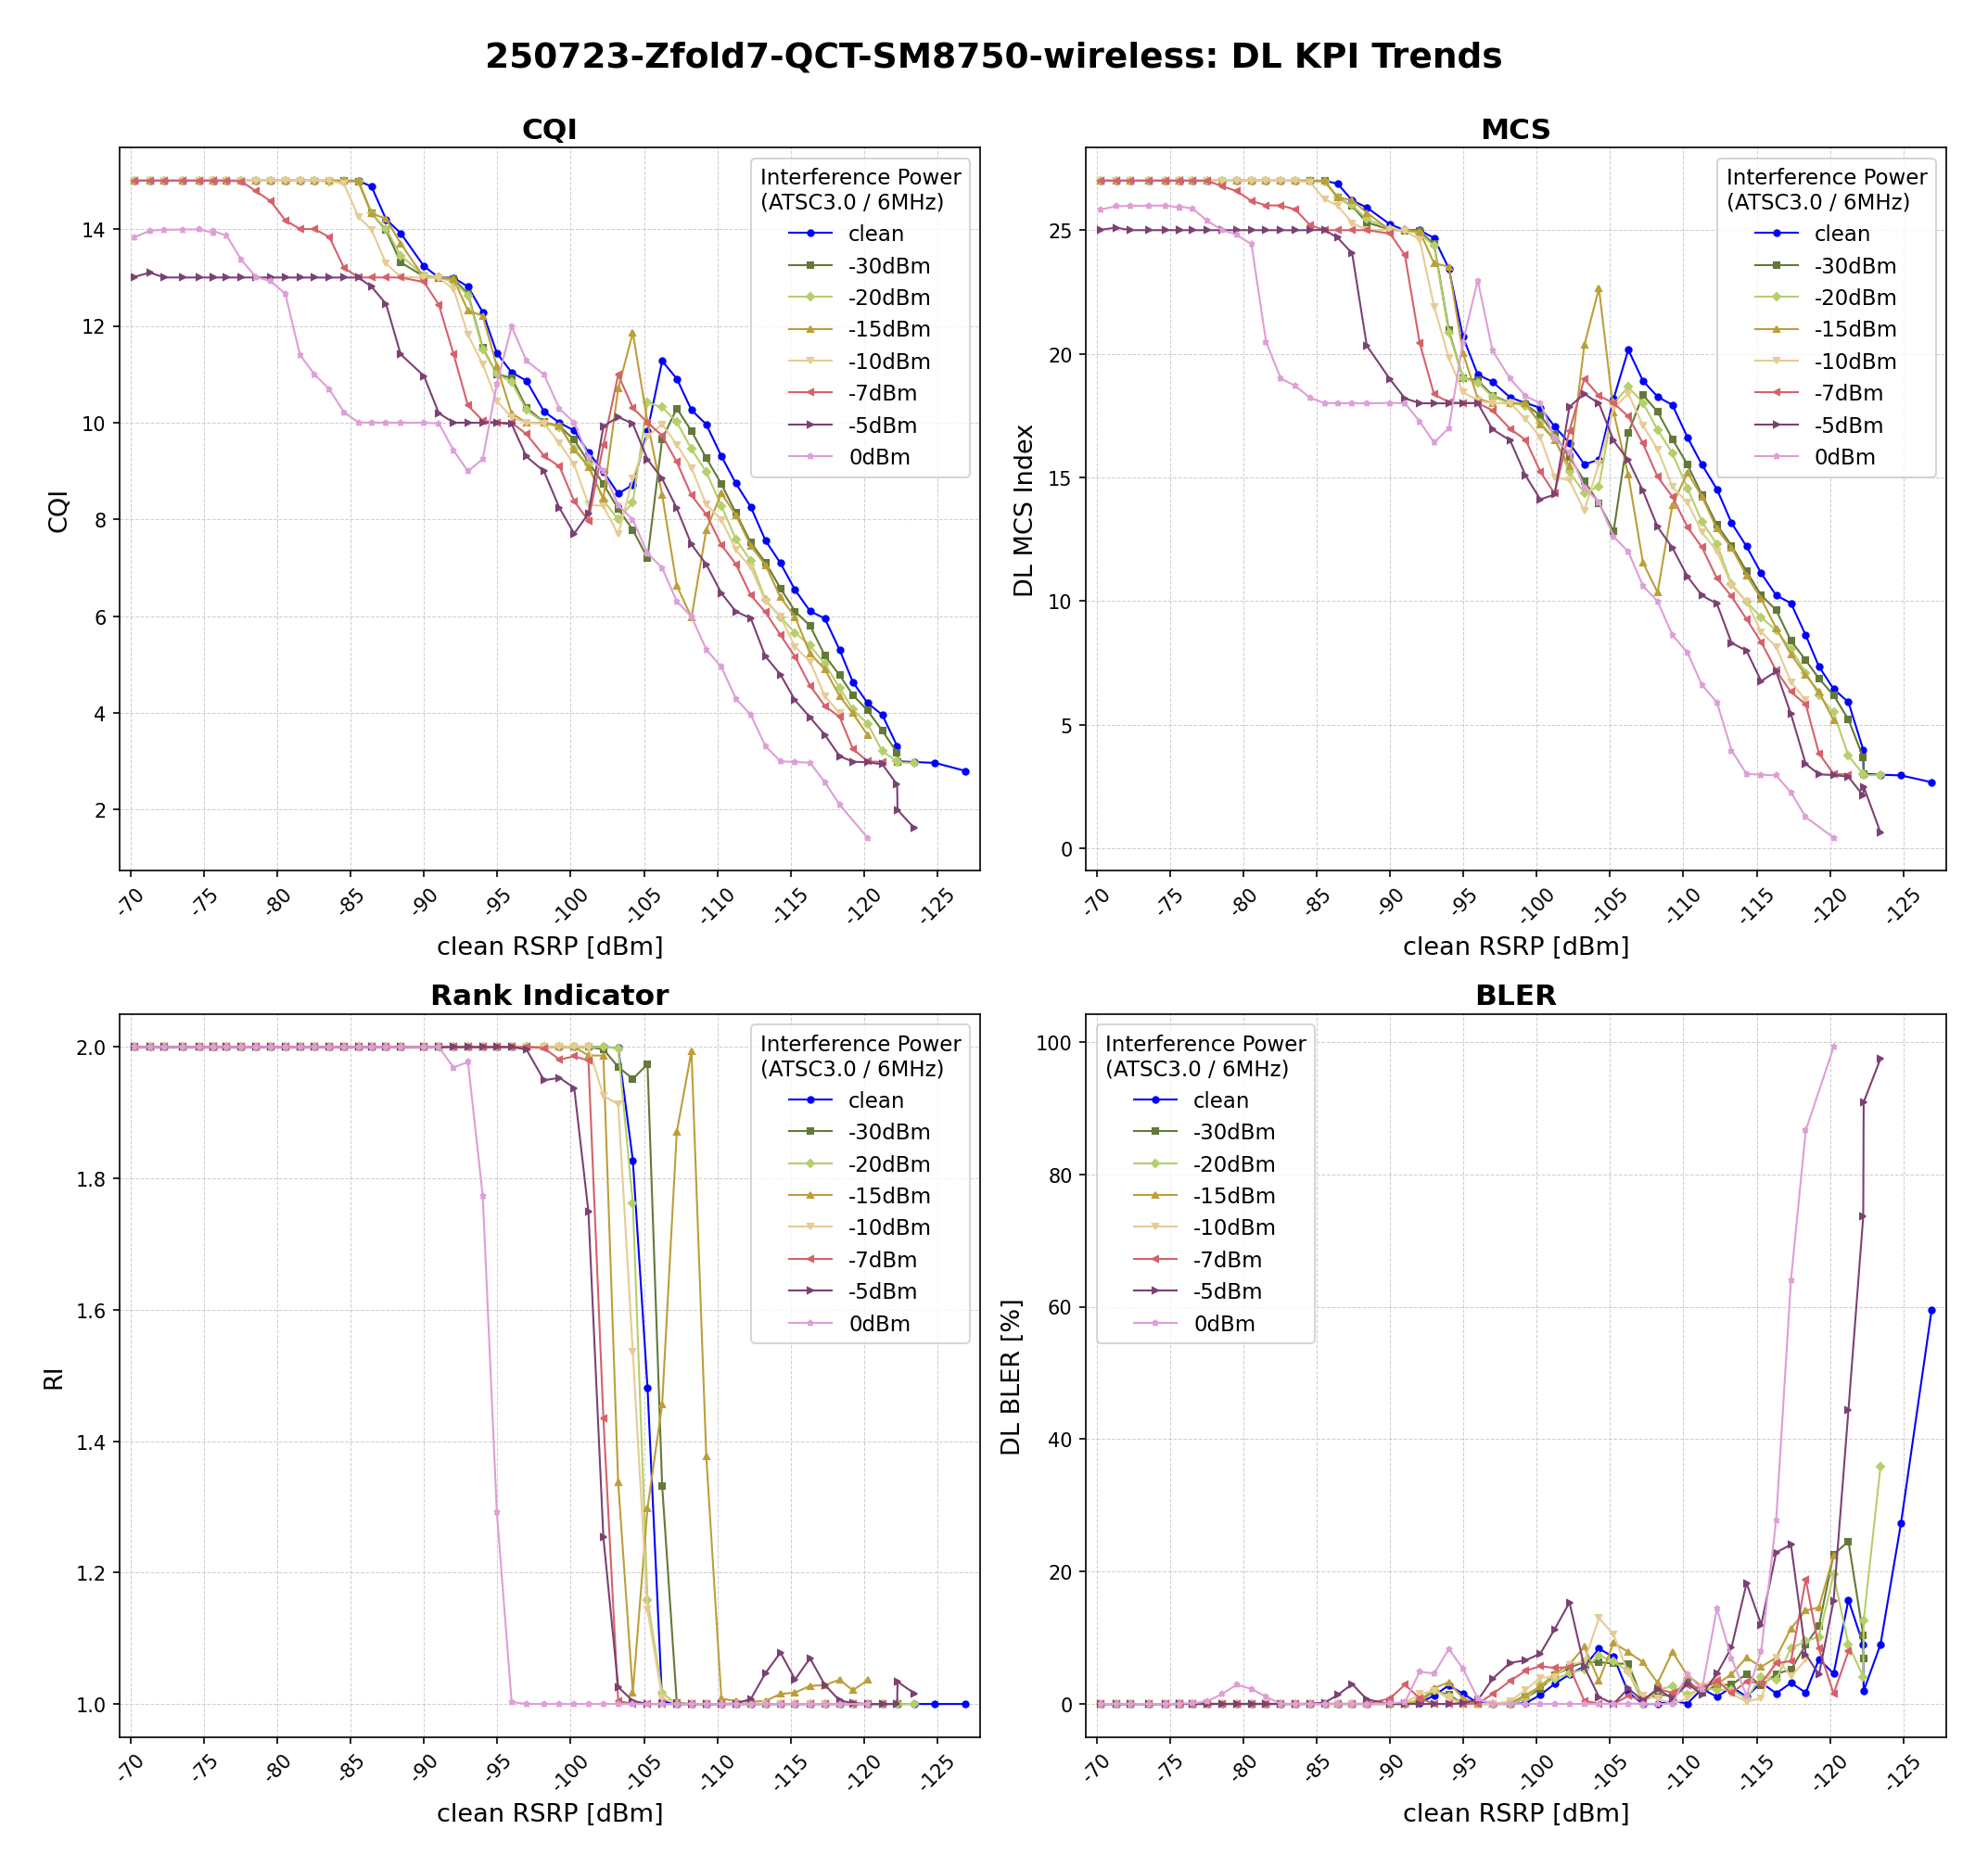 250723-Zfold7-QCT-SM8750-wireless: DL KPI Trends
CQI
Interference Power
(ATSC3.0 / 6MHz)
clean
-30dBm
-20dBm
-15dBm
-10dBm
-7dBm
-5dBm
0dBm
14
12
10
8
6
4
2
CQI
-70
-75
-80
-85
-90
-95
-100
-105
-110
-115
-120
-125
clean RSRP [dBm]
MCS
Interference Power
(ATSC3.0 / 6MHz)
clean
-30dBm
-20dBm
-15dBm
-10dBm
-7dBm
-5dBm
0dBm
25
20
15
10
5
0
DL MCS Index
-70
-75
-80
-85
-90
-95
-100
-105
-110
-115
-120
-125
clean RSRP [dBm]
Rank Indicator
Interference Power
(ATSC3.0 / 6MHz)
clean
-30dBm
-20dBm
-15dBm
-10dBm
-7dBm
-5dBm
0dBm
2.0
1.8
1.6
1.4
1.2
1.0
RI
-70
-75
-80
-85
-90
-95
-100
-105
-110
-115
-120
-125
clean RSRP [dBm]
BLER
Interference Power
(ATSC3.0 / 6MHz)
clean
-30dBm
-20dBm
-15dBm
-10dBm
-7dBm
-5dBm
0dBm
100
80
60
40
20
0
DL BLER [%]
-70
-75
-80
-85
-90
-95
-100
-105
-110
-115
-120
-125
clean RSRP [dBm]